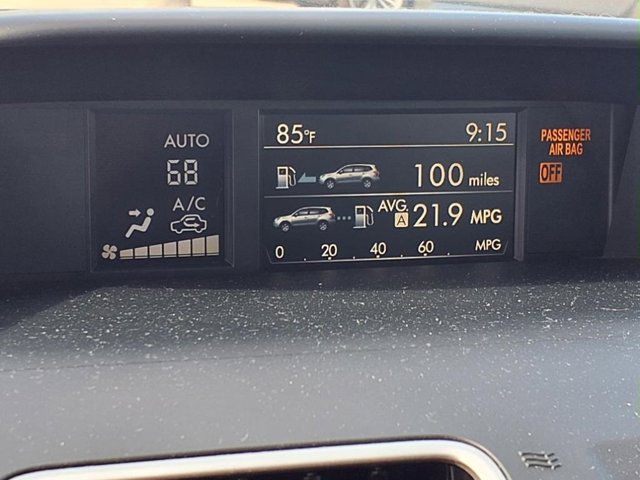 AUTO
68
A/C
85°F 9:15
100 miles
AVG. A 21.9 MPG
0 20 40 60 MPG
PASSENGER
AIR BAG
OFF